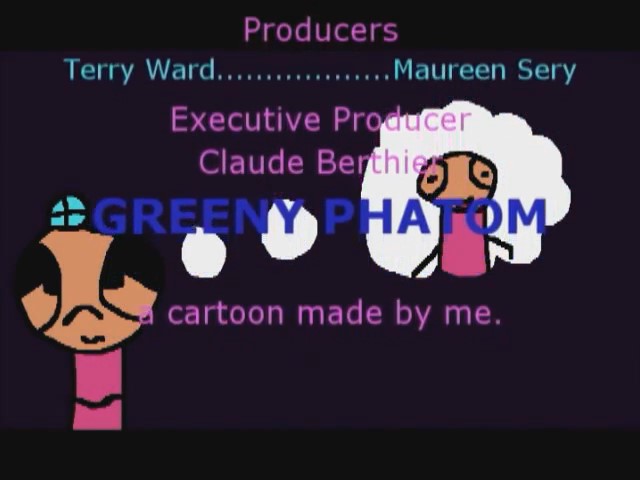 Producers
Terry Ward..................Maureen Sery
Executive Producer
Claude Berthier
GREENY PHATOM
a cartoon made by me.